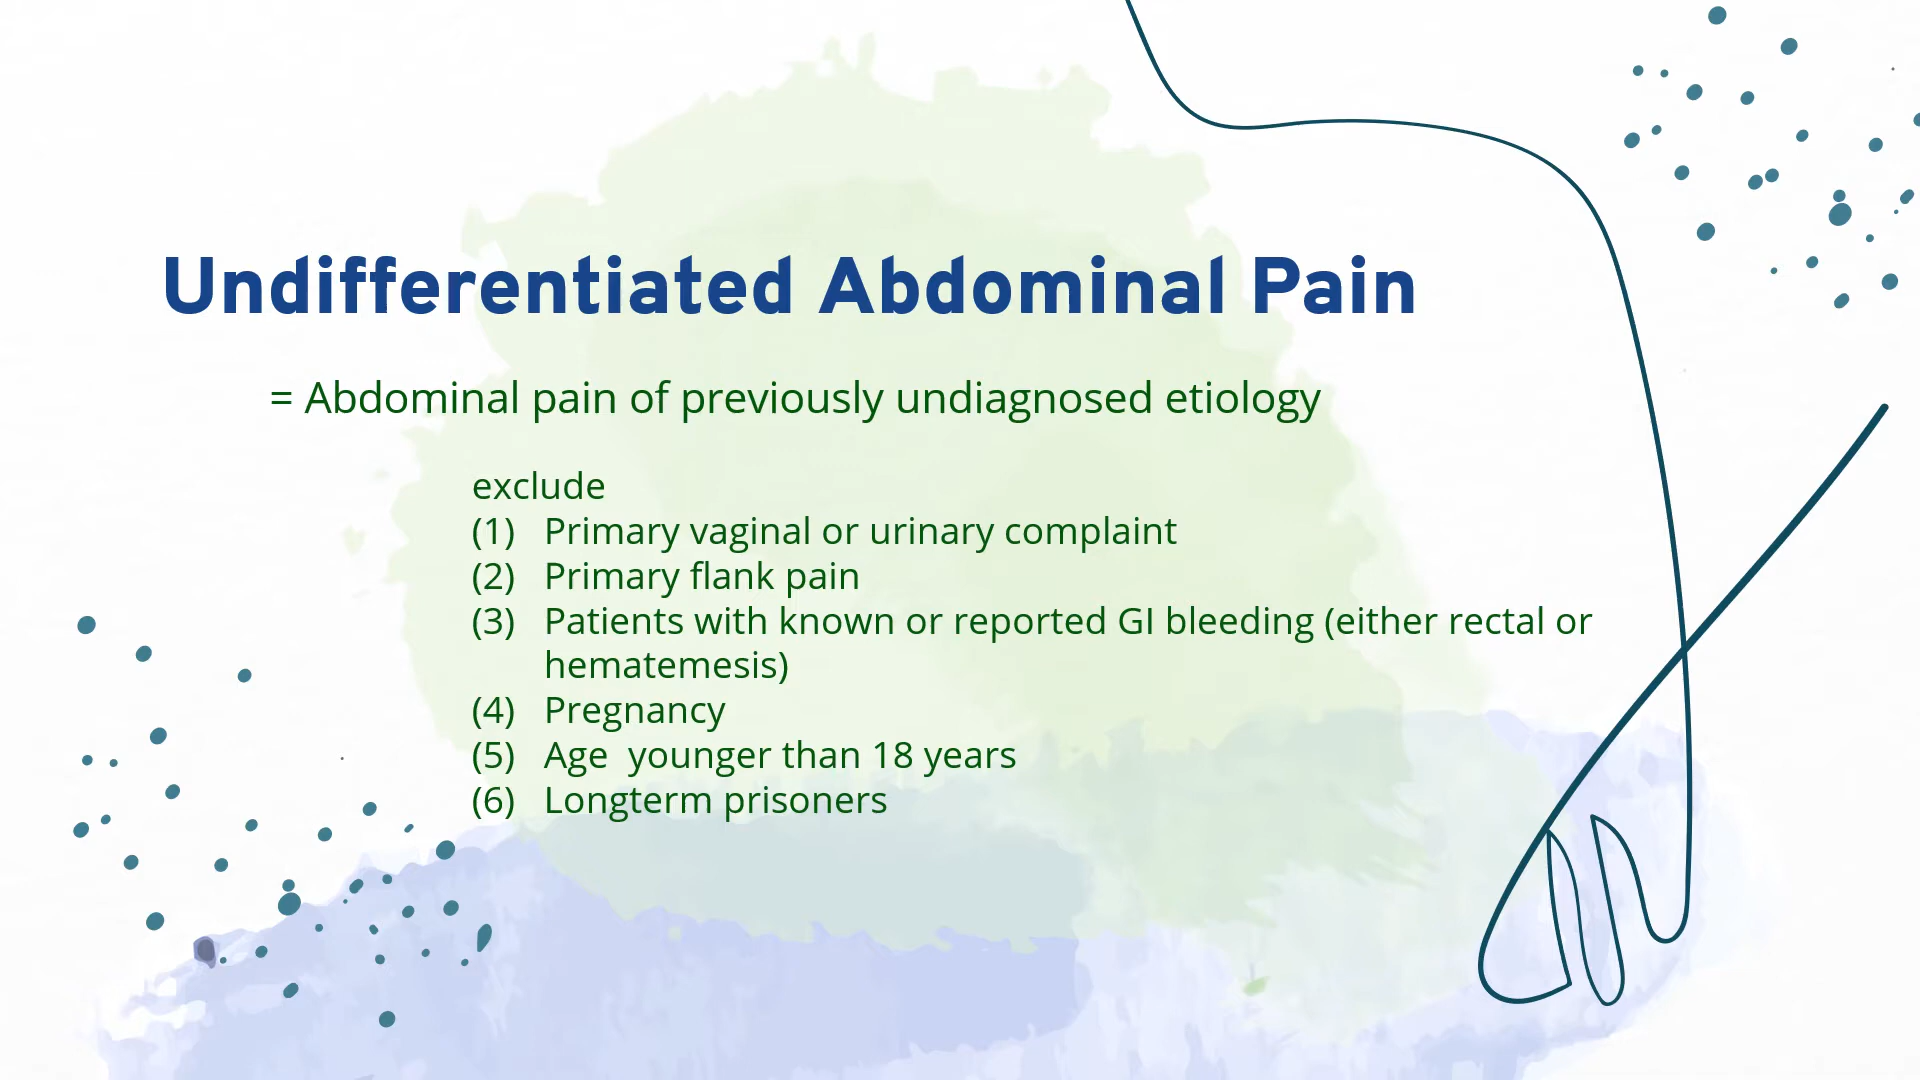 Undifferentiated Abdominal Pain
= Abdominal pain of previously undiagnosed etiology
exclude
(1) Primary vaginal or urinary complaint
(2) Primary flank pain
(3) Patients with known or reported GI bleeding (either rectal or
hematemesis)
(4) Pregnancy
(5) Age  younger than 18 years
(6) Longterm prisoners